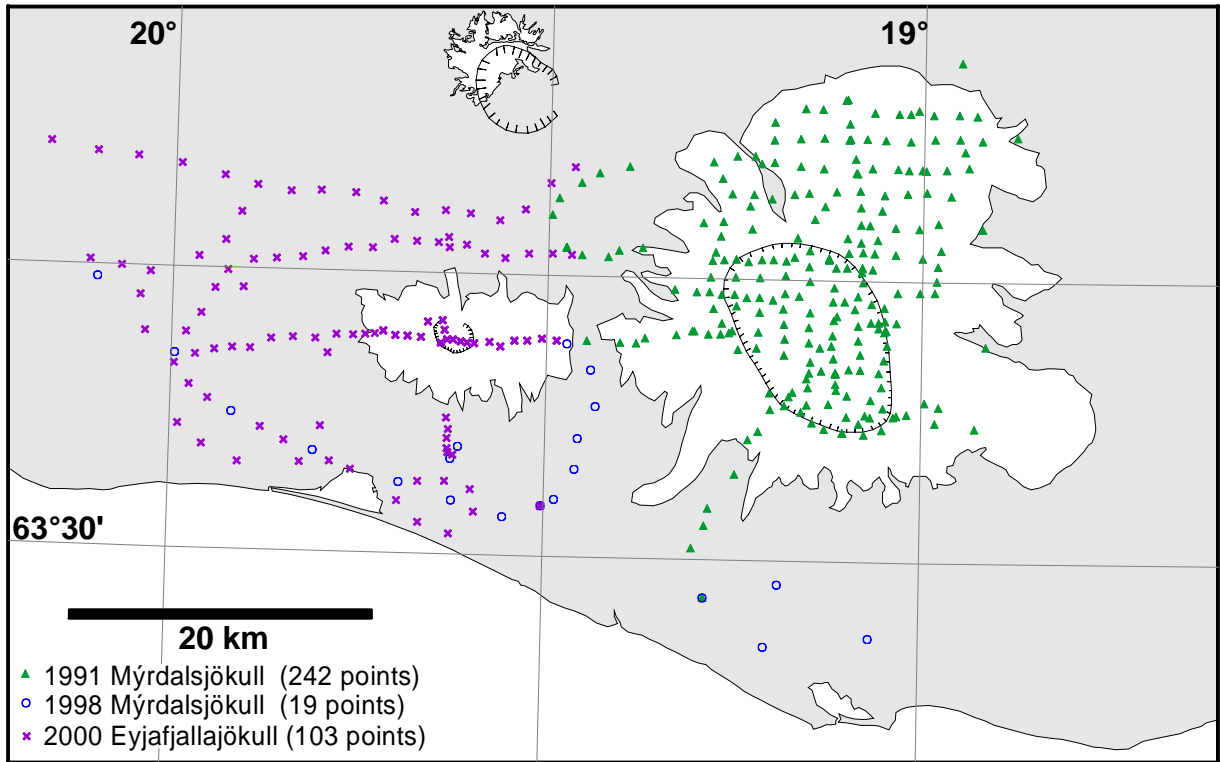 20°
19°
63°30'
20 km
1991 Mýrdalsjökull (242 points)
1998 Mýrdalsjökull (19 points)
2000 Eyjafjallajökull (103 points)